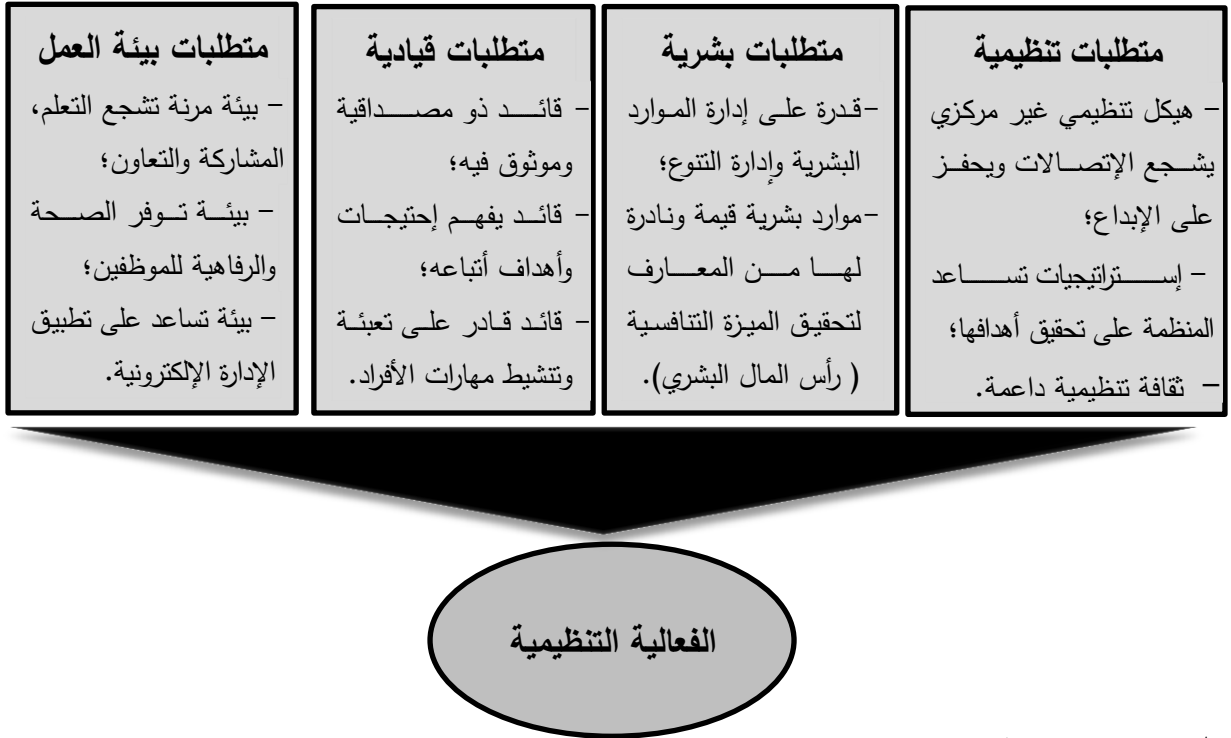 متطلبات تنظيمية
– هيكل تنظيمي غير مركزي
يشجع الإتصالات ويحفز
على الإبداع؛
– إستراتيجيات تساعد
المنظمة على تحقيق أهدافها؛
– ثقافة تنظيمية داعمة.
متطلبات بشرية
–قدرة على إدارة الموارد
البشرية وإدارة التنوع؛
–موارد بشرية قيمة ونادرة
لها من المعارف
لتحقيق الميزة التنافسية
( رأس المال البشري).
متطلبات قيادية
– قائد ذو مصداقية
وموثوق فيه؛
– قائد يفهم إحتيجات
وأهداف أتباعه؛
– قائد قادر على تعبئة
وتنشيط مهارات الأفراد.
متطلبات بيئة العمل
– بيئة مرنة تشجع التعلم،
المشاركة والتعاون؛
– بيئة توفر الصحة
والرفاهية للموظفين؛
– بيئة تساعد على تطبيق
الإدارة الإلكترونية.
الفعالية التنظيمية